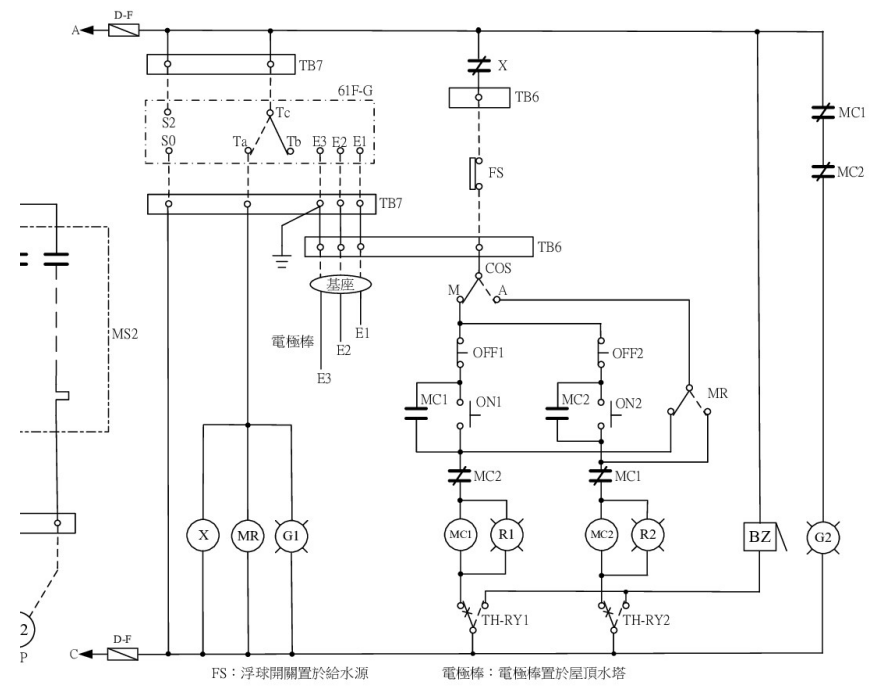 D-F
A
TB7
X
61F-G
TB6
S2
Tc
MC1
S0
Ta
Tb
E3
E2
E1
FS
MC2
TB7
TB6
COS
基座
M
A
MS2
電極棒
E1
E2
E3
OFF1
OFF2
MR
MC1
ON1
MC2
ON2
MC2
MC1
X
MR
G1
MC1
R1
MC2
R2
BZ
G2
2
P
TH-RY1
TH-RY2
D-F
C
FS：浮球開關置於給水源
電極棒：電極棒置於屋頂水塔